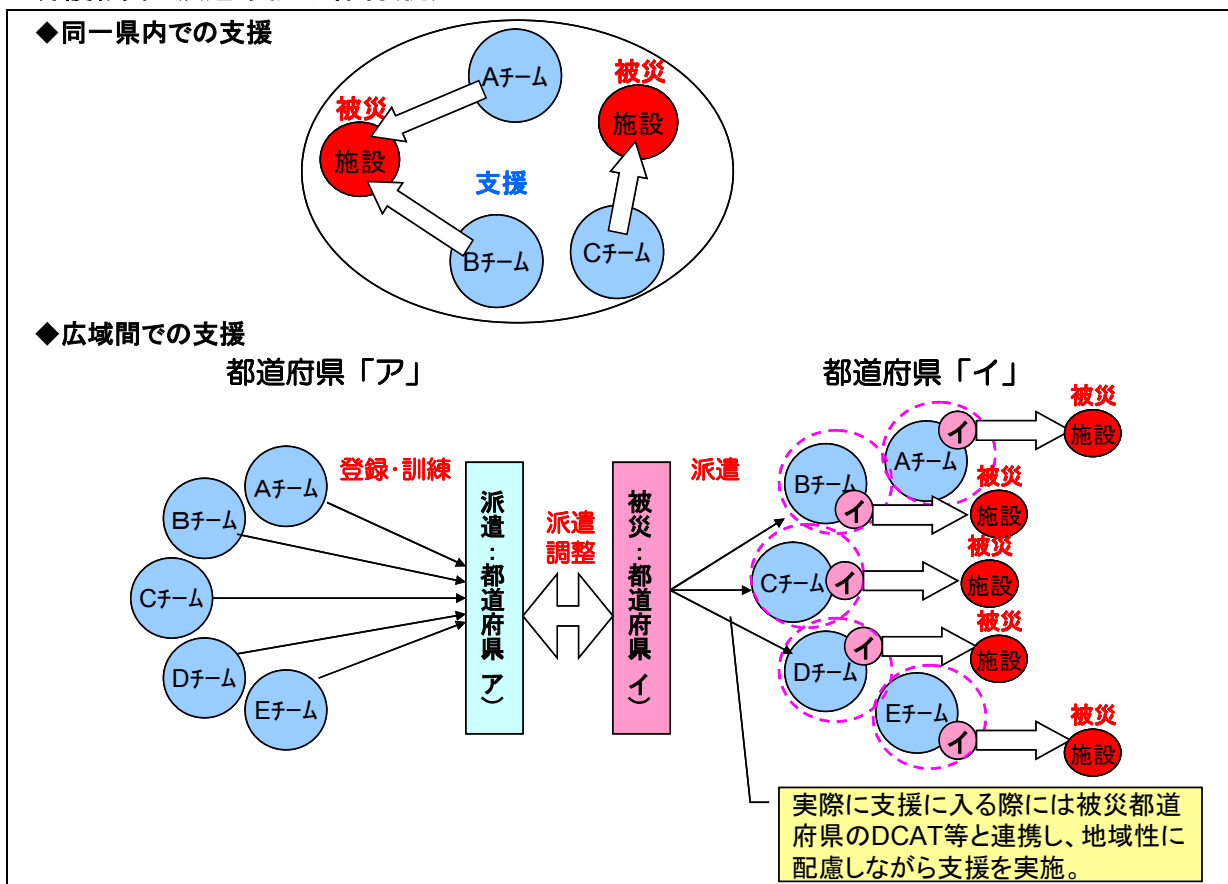 ◆同一県内での支援
Aチーム
被災
被災
施設
施設
支援
Bチーム
Cチーム
◆広域間での支援
都道府県「ア」
都道府県「イ」
登録・訓練
派遣:都道府県(ア)
派遣
調整
被災:都道府県(イ)
派遣
Aチーム
Bチーム
Cチーム
Dチーム
Eチーム
Aチーム
イ
被災
施設
Bチーム
イ
被災
施設
Cチーム
イ
被災
施設
Dチーム
イ
被災
施設
Eチーム
イ
被災
施設
実際に支援に入る際には被災都道
府県のDCAT等と連携し、地域性に
配慮しながら支援を実施。